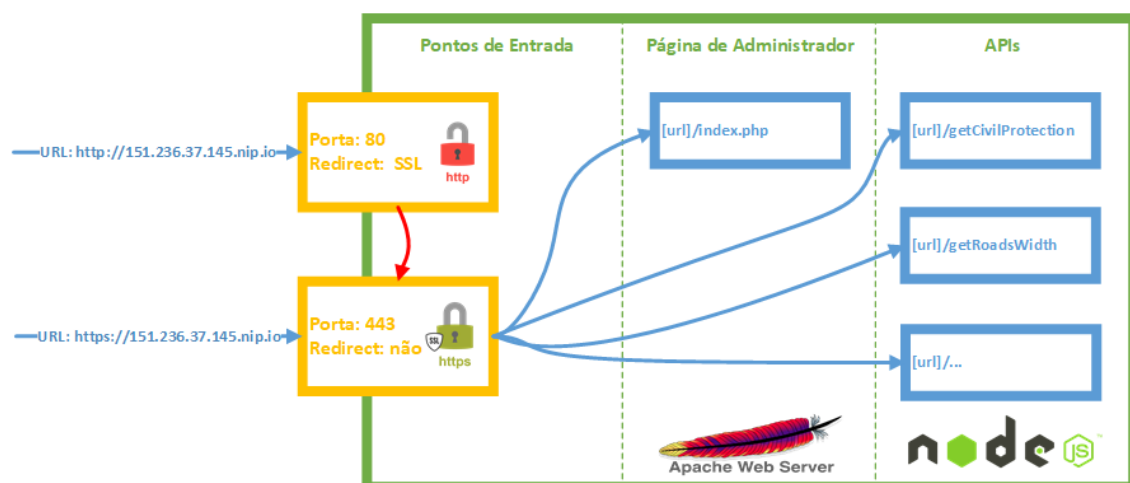 Pontos de Entrada
Página de Administrador
APIs
URL: http://151.236.37.145.nip.io
Porta: 80
Redirect: SSL
http
[url]/index.php
[url]/getCivilProtection
[url]/getRoadsWidth
URL: https://151.236.37.145.nip.io
Porta: 443
Redirect: não
SSL
https
[url]/...
Apache Web Server
node
JS